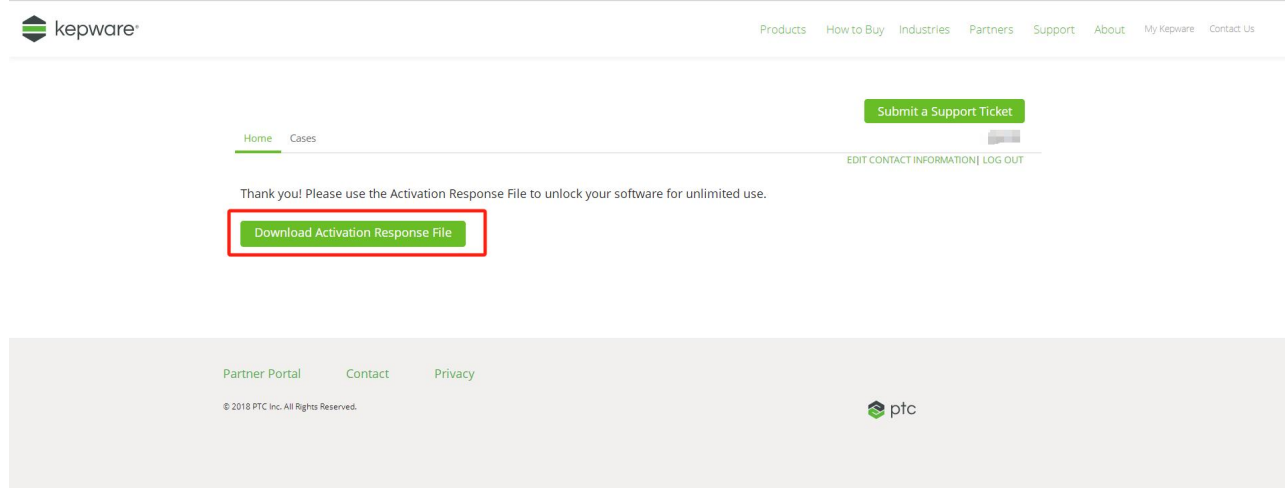 kepware®
Products How to Buy Industries Partners Support About My Kepware Contact Us
Submit a Support Ticket
Home Cases
EDIT CONTACT INFORMATION| LOG OUT
Thank you! Please use the Activation Response File to unlock your software for unlimited use.
Download Activation Response File
Partner Portal Contact Privacy
© 2018 PTC Inc. All Rights Reserved.
ptc